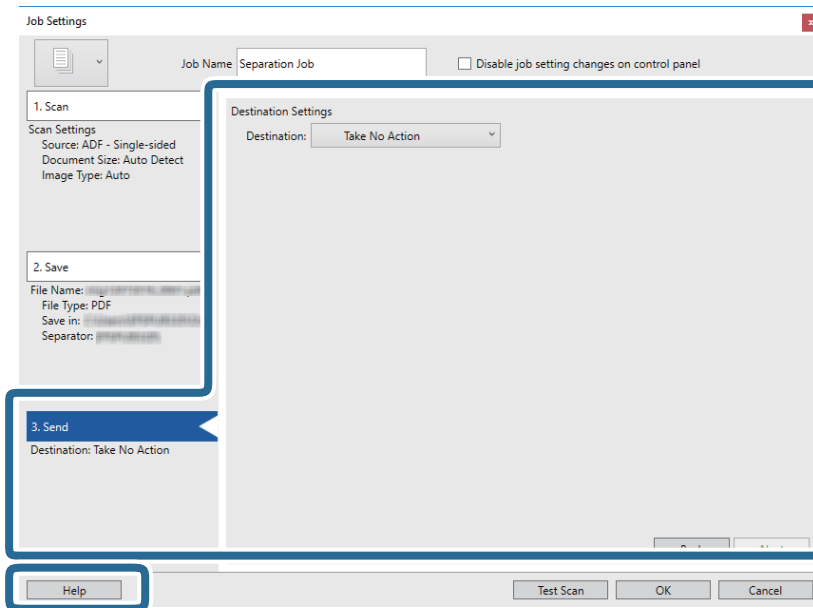 Job Settings
Job Name Separation Job
Disable job setting changes on control panel
1. Scan
Scan Settings
Source: ADF - Single-sided
Document Size: Auto Detect
Image Type: Auto
2. Save
File Name:
File Type: PDF
Save in:
Separator:
3. Send
Destination: Take No Action
Destination Settings
Destination: Take No Action
Help
Test Scan
OK
Cancel